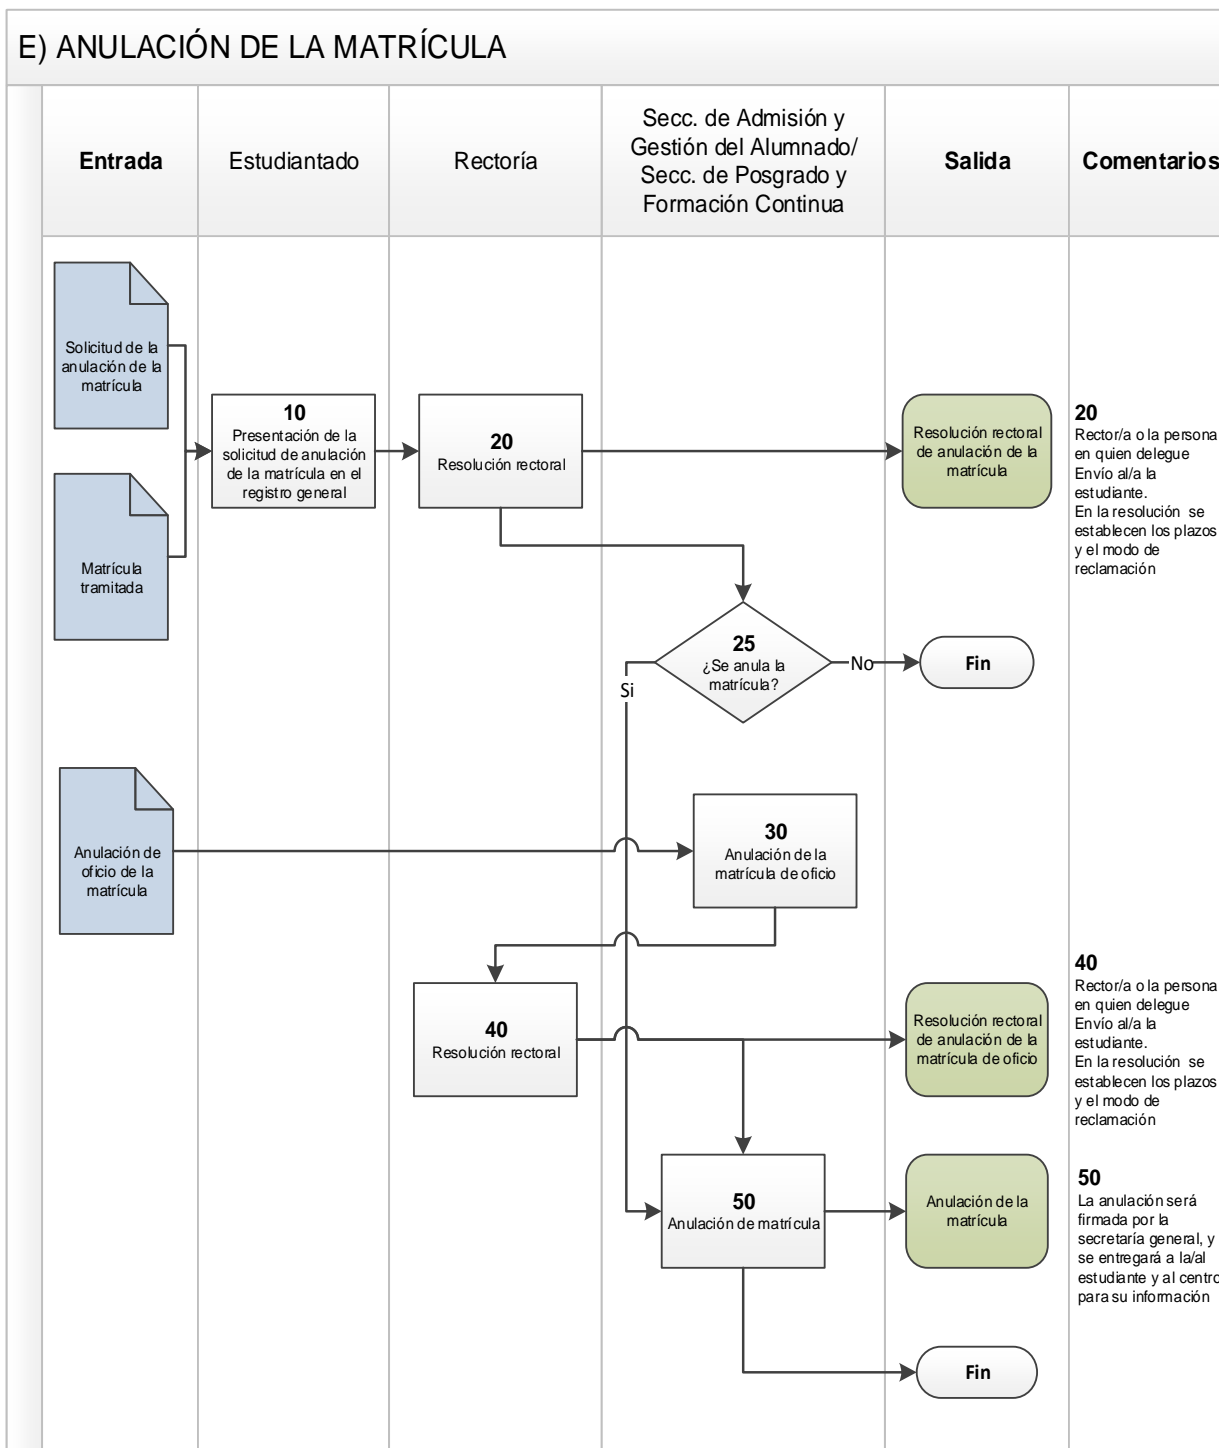 E) ANULACIÓN DE LA MATRÍCULA
Entrada
Estudiantado
Rectoría
Secc. de Admisión y
Gestión del Alumnado/
Secc. de Posgrado y
Formación Continua
Salida
Comentarios
Solicitud de la
anulación de la
matrícula
Matrícula
tramitada
10
Presentación de la
solicitud de anulación
de la matrícula en el
registro general
20
Resolución rectoral
Resolución rectoral
de anulación de la
matrícula
20
Rector/a o la persona
en quien delegue
Envío al/a la
estudiante.
En la resolución se
establecen los plazos
y el modo de
reclamación
25
¿Se anula la
matrícula?
No
Fin
Si
Anulación de
oficio de la
matrícula
30
Anulación de la
matrícula de oficio
40
Resolución rectoral
Resolución rectoral
de anulación de la
matrícula de oficio
40
Rector/a o la persona
en quien delegue
Envío al/a la
estudiante.
En la resolución se
establecen los plazos
y el modo de
reclamación
50
Anulación de matrícula
Anulación de la
matrícula
50
La anulación será
firmada por la
secretaría general, y
se entregará a la/al
estudiante y al centro
para su información
Fin